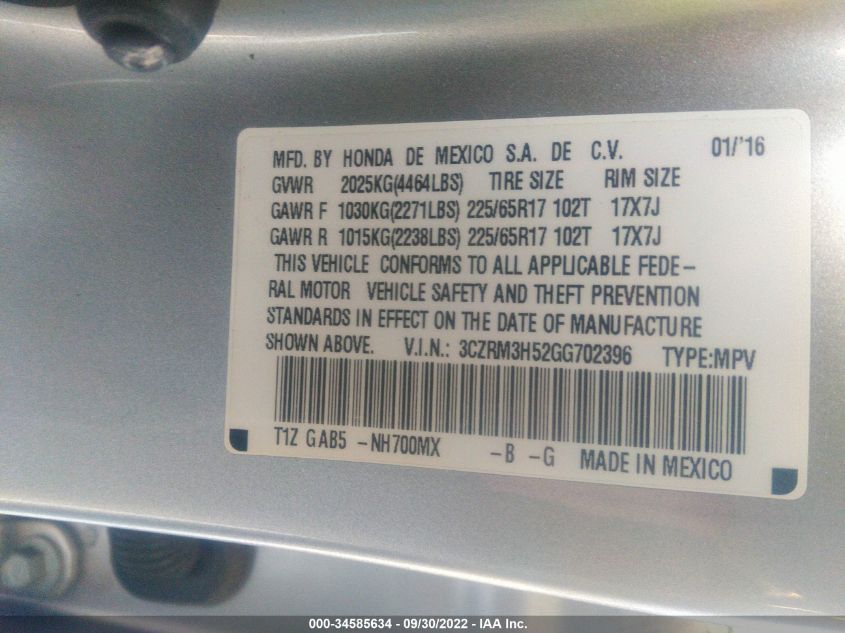 MFD. BY HONDA DE MEXICO S.A. DE C.V. 01/'16
GVWR 2025KG(4464LBS) TIRE SIZE RIM SIZE
GAWR F 1030KG(2271LBS) 225/65R17 102T 17X7J
GAWR R 1015KG(2238LBS) 225/65R17 102T 17X7J
THIS VEHICLE CONFORMS TO ALL APPLICABLE FEDE-
RAL MOTOR VEHICLE SAFETY AND THEFT PREVENTION
STANDARDS IN EFFECT ON THE DATE OF MANUFACTURE
SHOWN ABOVE. V.I.N.: 3CZRM3H52GG702396 TYPE:MPV
T1Z GAB5 -NH700MX -B -G MADE IN MEXICO
000-34585634 - 09/30/2022 - IAA Inc.